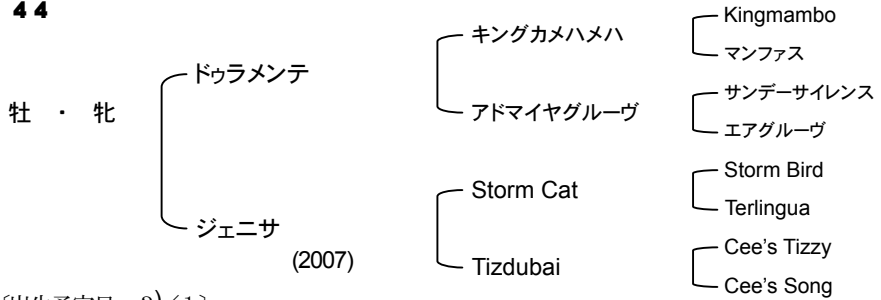 44
牡 ・ 牝
ドゥラメンテ
ジェニサ
(2007)
キングカメハメハ
アドマイヤグルーヴ
Storm Cat
Tizdubai
Kingmambo
マンファス
サンデーサイレンス
エアグルーヴ
Storm Bird
Terlingua
Cee's Tizzy
Cee's Song